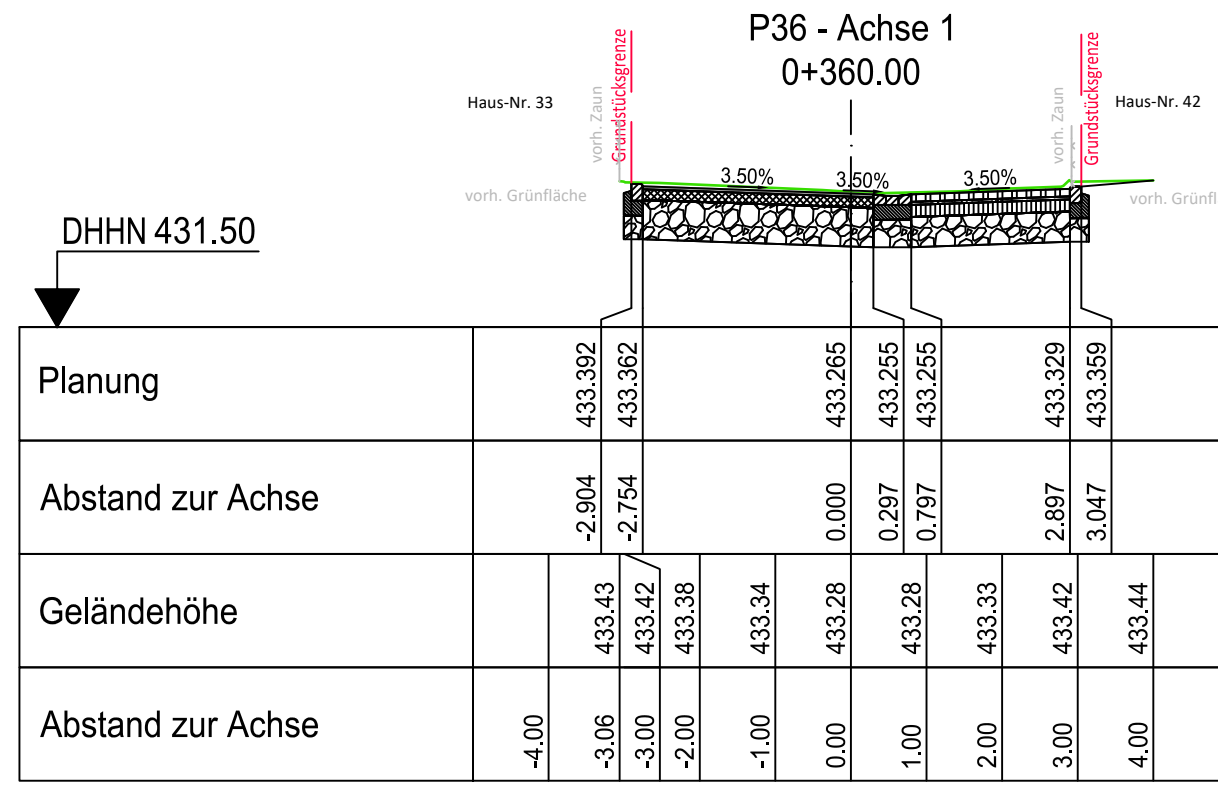 P36 - Achse 1
0+360.00
Grundstücksgrenze
Grundstücksgrenze
Haus-Nr. 33
vorh. Zaun
vorh. Zaun
Haus-Nr. 42
3.50%
3.50%
3.50%
vorh. Grünfläche
vorh. Grünfl
DHHN 431.50
Planung
433.392
433.362
433.265
433.255
433.255
433.329
433.359
Abstand zur Achse
-2.904
-2.754
0.000
0.297
0.797
2.897
3.047
Geländehöhe
433.43
433.42
433.38
433.34
433.28
433.28
433.33
433.42
433.44
Abstand zur Achse
-4.00
-3.06
-3.00
-2.00
-1.00
0.00
1.00
2.00
3.00
4.00